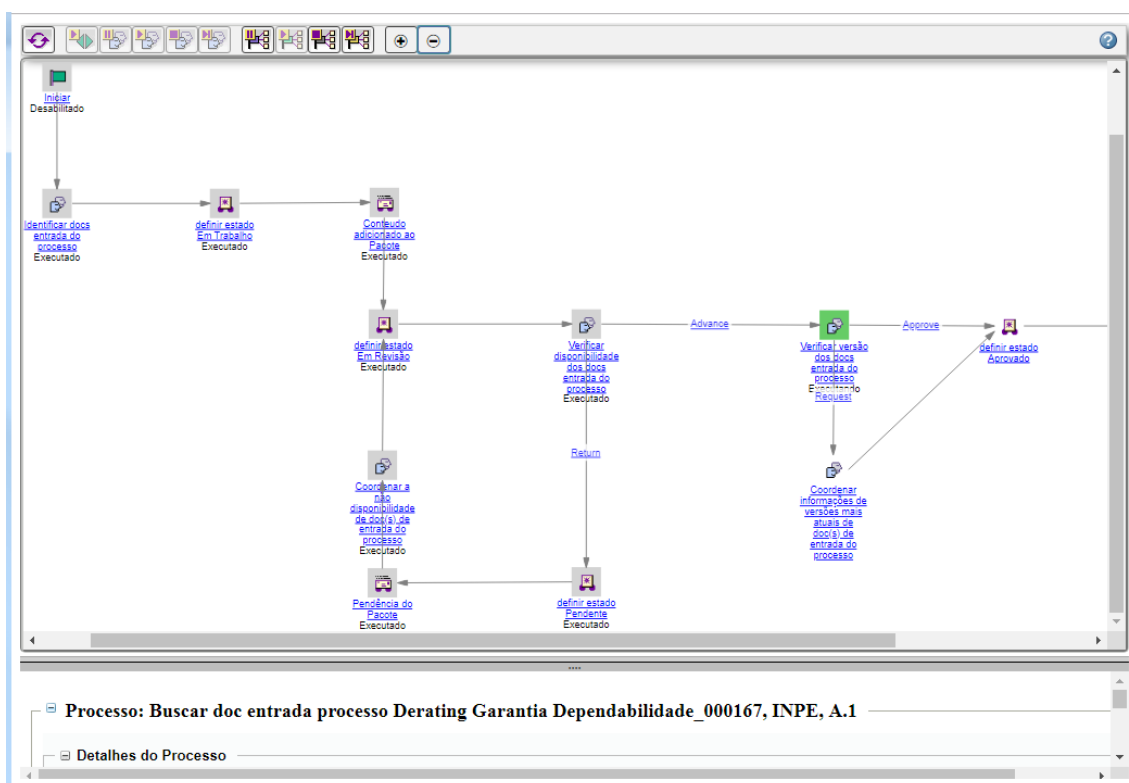 Iniciar
Desabilitado
Identificar docs
entrada do
processo
Executado
definir estado
Em Trabalho
Executado
Conteudo
adicionado ao
Pacote
Executado
definir estado
Em Revisão
Executado
Verificar
disponibilidade
dos docs
entrada do
processo
Executado
Advance
Verificar versão
dos docs
entrada do
processo
Executando
Request
Approve
definir estado
Aprovado
Return
Coordenar a
não
disponibilidade
de doc(s) de
entrada do
processo
Executado
Coordenar
informações de
versões mais
atuais de
doc(s) de
entrada do
processo
Pendência do
Pacote
Executado
definir estado
Pendente
Executado
Processo: Buscar doc entrada processo Derating Garantia Dependabilidade_000167, INPE, A.1
Detalhes do Processo